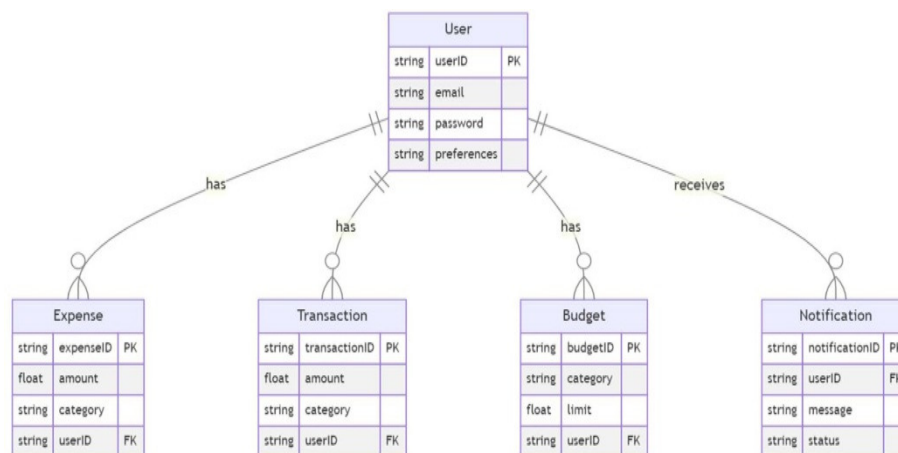 User
string userID PK
string email
string password
string preferences
has
receives
has
has
Expense
string expenseID PK
float amount
string category
string userID FK
Transaction
string transactionID PK
float amount
string category
string userID FK
Budget
string budgetID PK
string category
float limit
string userID FK
Notification
string notificationID PK
string userID FK
string message
string status